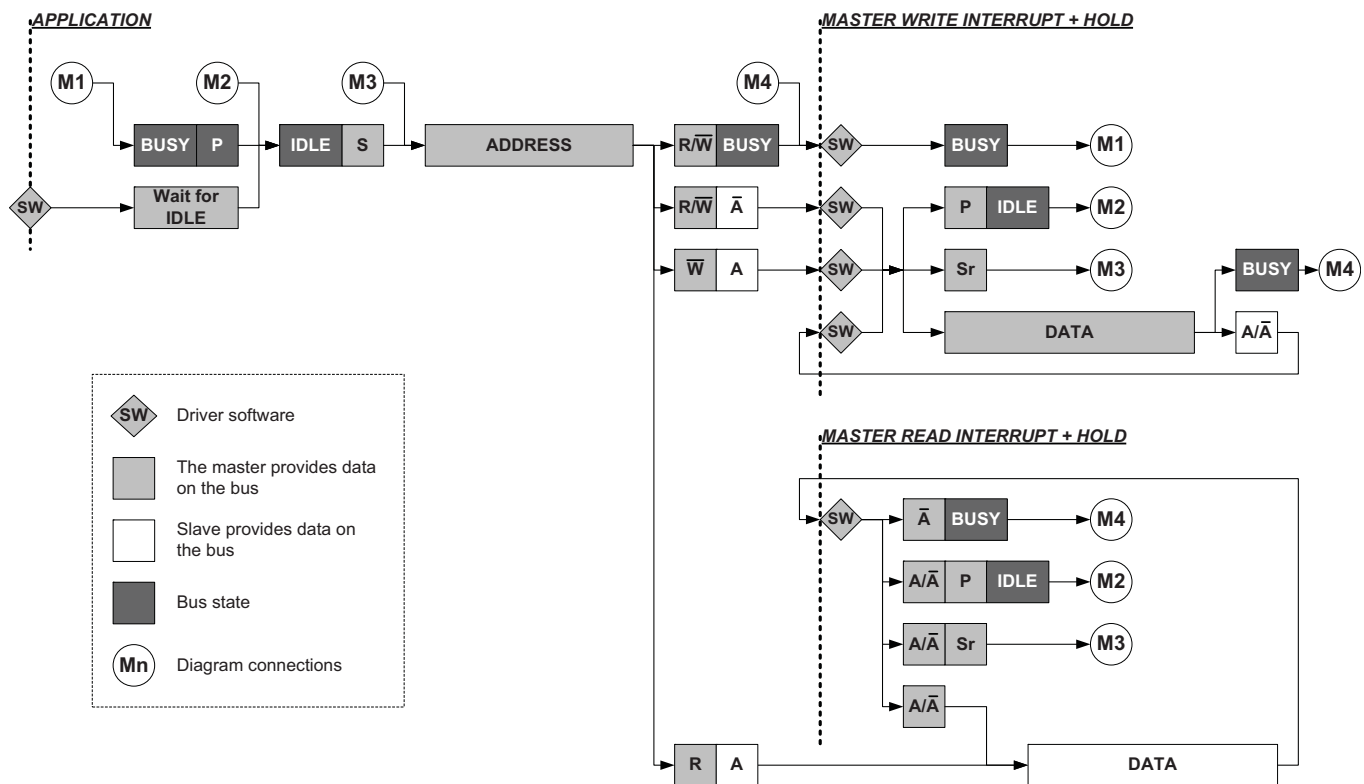 APPLICATION
MASTER WRITE INTERRUPT + HOLD
M1
M2
M3
M4
BUSY P
IDLE S
ADDRESS
R/W̅ BUSY
SW
BUSY
M1
SW
Wait for
IDLE
R/W̅ A̅
SW
P IDLE
M2
W̅ A
SW
Sr
M3
BUSY
M4
SW
DATA
A/A̅
SW Driver software
The master provides data
on the bus
Slave provides data on
the bus
Bus state
Mn Diagram connections
MASTER READ INTERRUPT + HOLD
SW
A̅ BUSY
M4
A/A̅ P IDLE
M2
A/A̅ Sr
M3
A/A̅
R A
DATA